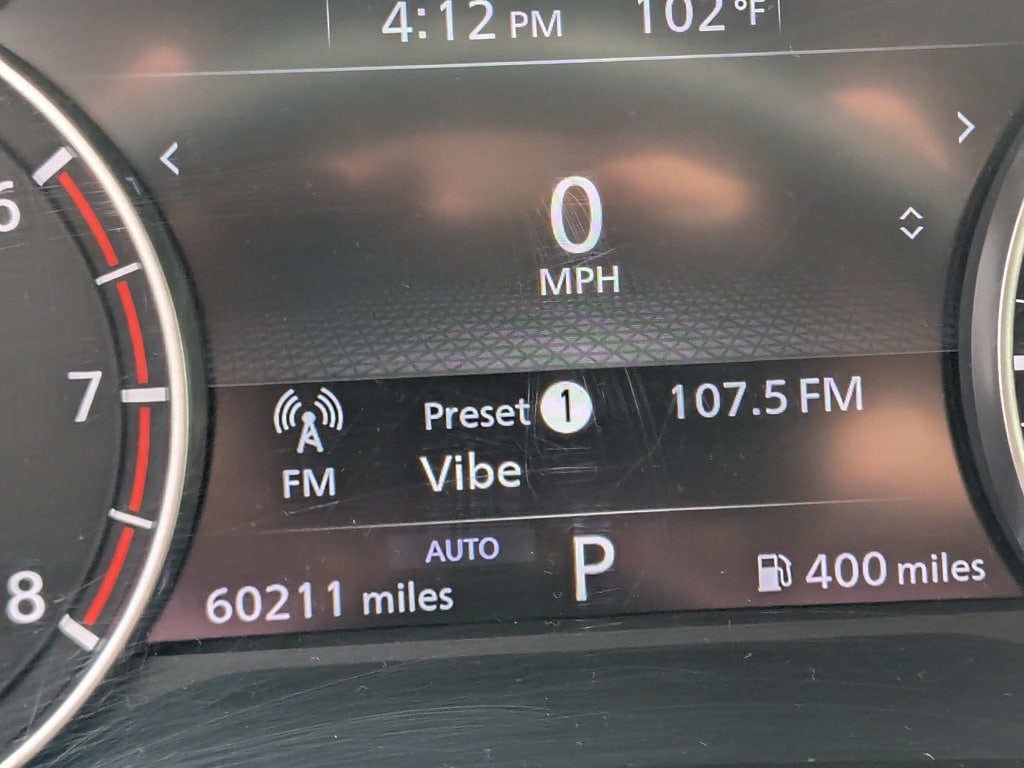 4:12 PM 102 °F
< >
0
MPH
6
7
8
FM
Preset 1 107.5 FM
Vibe
AUTO
P
60211 miles
400 miles